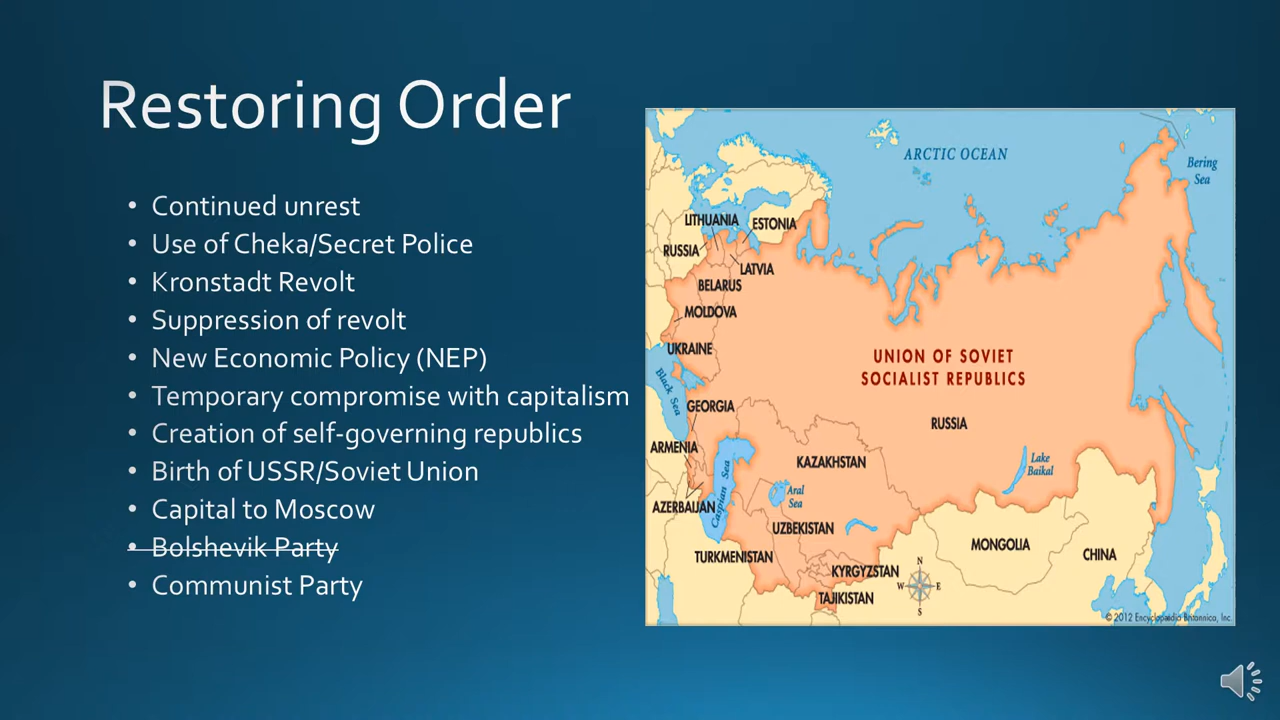 Restoring Order
• Continued unrest
• Use of Cheka/Secret Police
• Kronstadt Revolt
• Suppression of revolt
• New Economic Policy (NEP)
• Temporary compromise with capitalism
• Creation of self-governing republics
• Birth of USSR/Soviet Union
• Capital to Moscow
• Bolshevik Party
• Communist Party
ARCTIC OCEAN
Bering
Sea
LITHUANIA
ESTONIA
RUSSIA
LATVIA
BELARUS
MOLDOVA
UKRAINE
Black Sea
UNION OF SOVIET
SOCIALIST REPUBLICS
GEORGIA
RUSSIA
ARMENIA
KAZAKHSTAN
Lake
Baikal
Caspian Sea
Aral
Sea
AZERBAIJAN
UZBEKISTAN
TURKMENISTAN
MONGOLIA
CHINA
KYRGYZSTAN
TAJIKISTAN
N
W
E
S
© 2012 Encyclopædia Britannica, Inc.